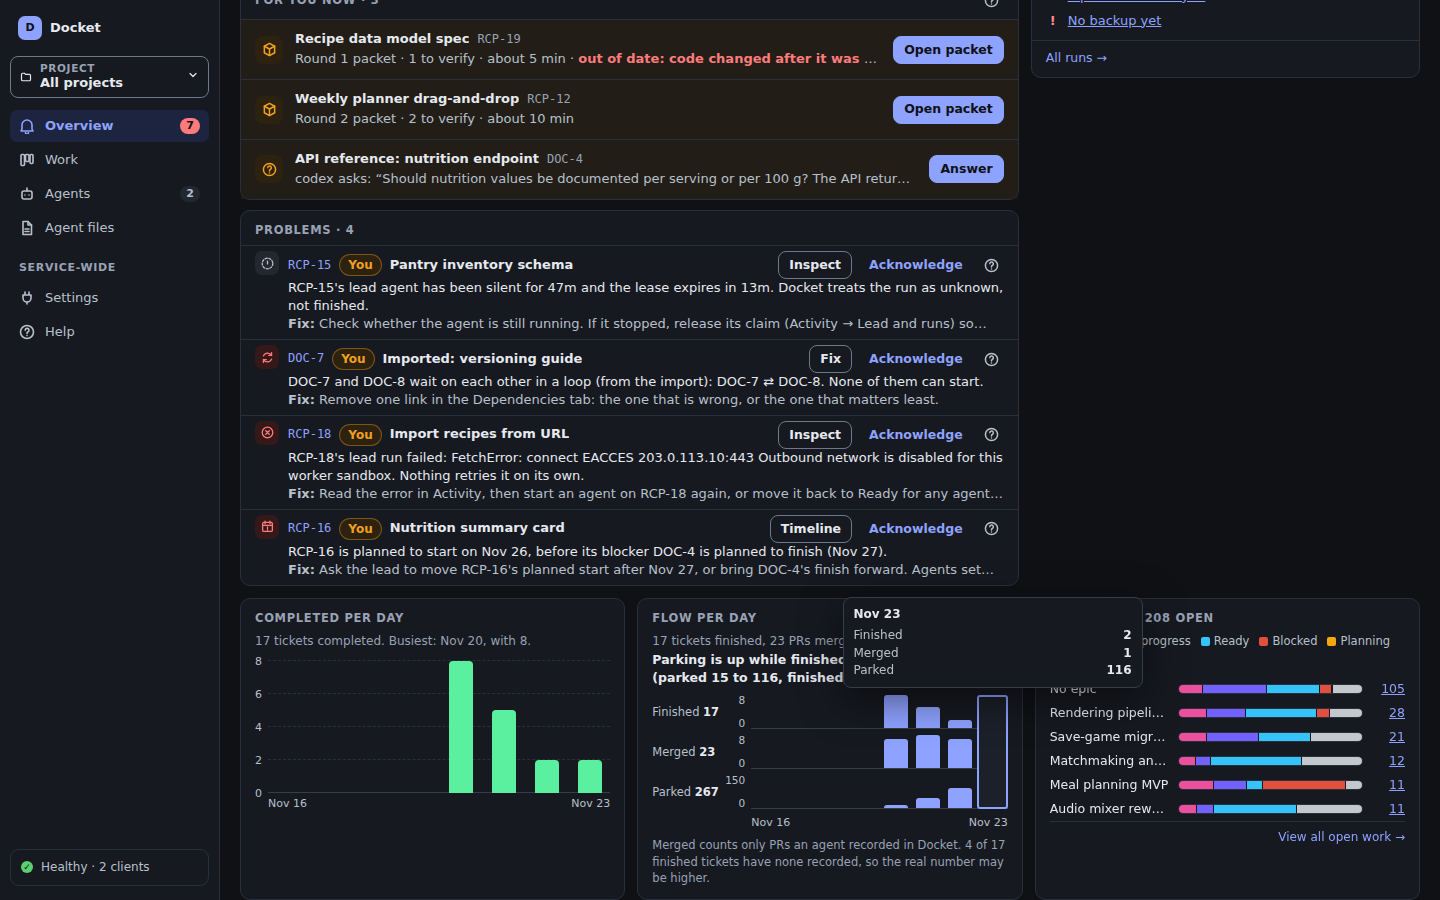 D Docket
PROJECT
All projects
Overview 7
Work
Agents 2
Agent files
SERVICE-WIDE
Settings
Help
Healthy · 2 clients
Recipe data model spec RCP-19
Round 1 packet · 1 to verify · about 5 min · out of date: code changed after it was …
Open packet
Weekly planner drag-and-drop RCP-12
Round 2 packet · 2 to verify · about 10 min
Open packet
API reference: nutrition endpoint DOC-4
codex asks: “Should nutrition values be documented per serving or per 100 g? The API retur…
Answer
! No backup yet
All runs →
PROBLEMS · 4
RCP-15 You Pantry inventory schema Inspect Acknowledge
RCP-15's lead agent has been silent for 47m and the lease expires in 13m. Docket treats the run as unknown,
not finished.
Fix: Check whether the agent is still running. If it stopped, release its claim (Activity → Lead and runs) so…
DOC-7 You Imported: versioning guide Fix Acknowledge
DOC-7 and DOC-8 wait on each other in a loop (from the import): DOC-7 ⇄ DOC-8. None of them can start.
Fix: Remove one link in the Dependencies tab: the one that is wrong, or the one that matters least.
RCP-18 You Import recipes from URL Inspect Acknowledge
RCP-18's lead run failed: FetchError: connect EACCES 203.0.113.10:443 Outbound network is disabled for this
worker sandbox. Nothing retries it on its own.
Fix: Read the error in Activity, then start an agent on RCP-18 again, or move it back to Ready for any agent…
RCP-16 You Nutrition summary card Timeline Acknowledge
RCP-16 is planned to start on Nov 26, before its blocker DOC-4 is planned to finish (Nov 27).
Fix: Ask the lead to move RCP-16's planned start after Nov 27, or bring DOC-4's finish forward. Agents set…
COMPLETED PER DAY
17 tickets completed. Busiest: Nov 20, with 8.
8
6
4
2
0
Nov 16 Nov 23
FLOW PER DAY
17 tickets finished, 23 PRs
Parking is up while finished
(parked 15 to 116, finished
Finished 17 8 0
Merged 23 8 0
Parked 267 150 0
Nov 16 Nov 23
Merged counts only PRs an agent recorded in Docket. 4 of 17
finished tickets have none recorded, so the real number may
be higher.
Nov 23
Finished 2
Merged 1
Parked 116
208 OPEN
progress Ready Blocked Planning
No epic 105
Rendering pipeli… 28
Save-game migr… 21
Matchmaking an… 12
Meal planning MVP 11
Audio mixer rew… 11
View all open work →